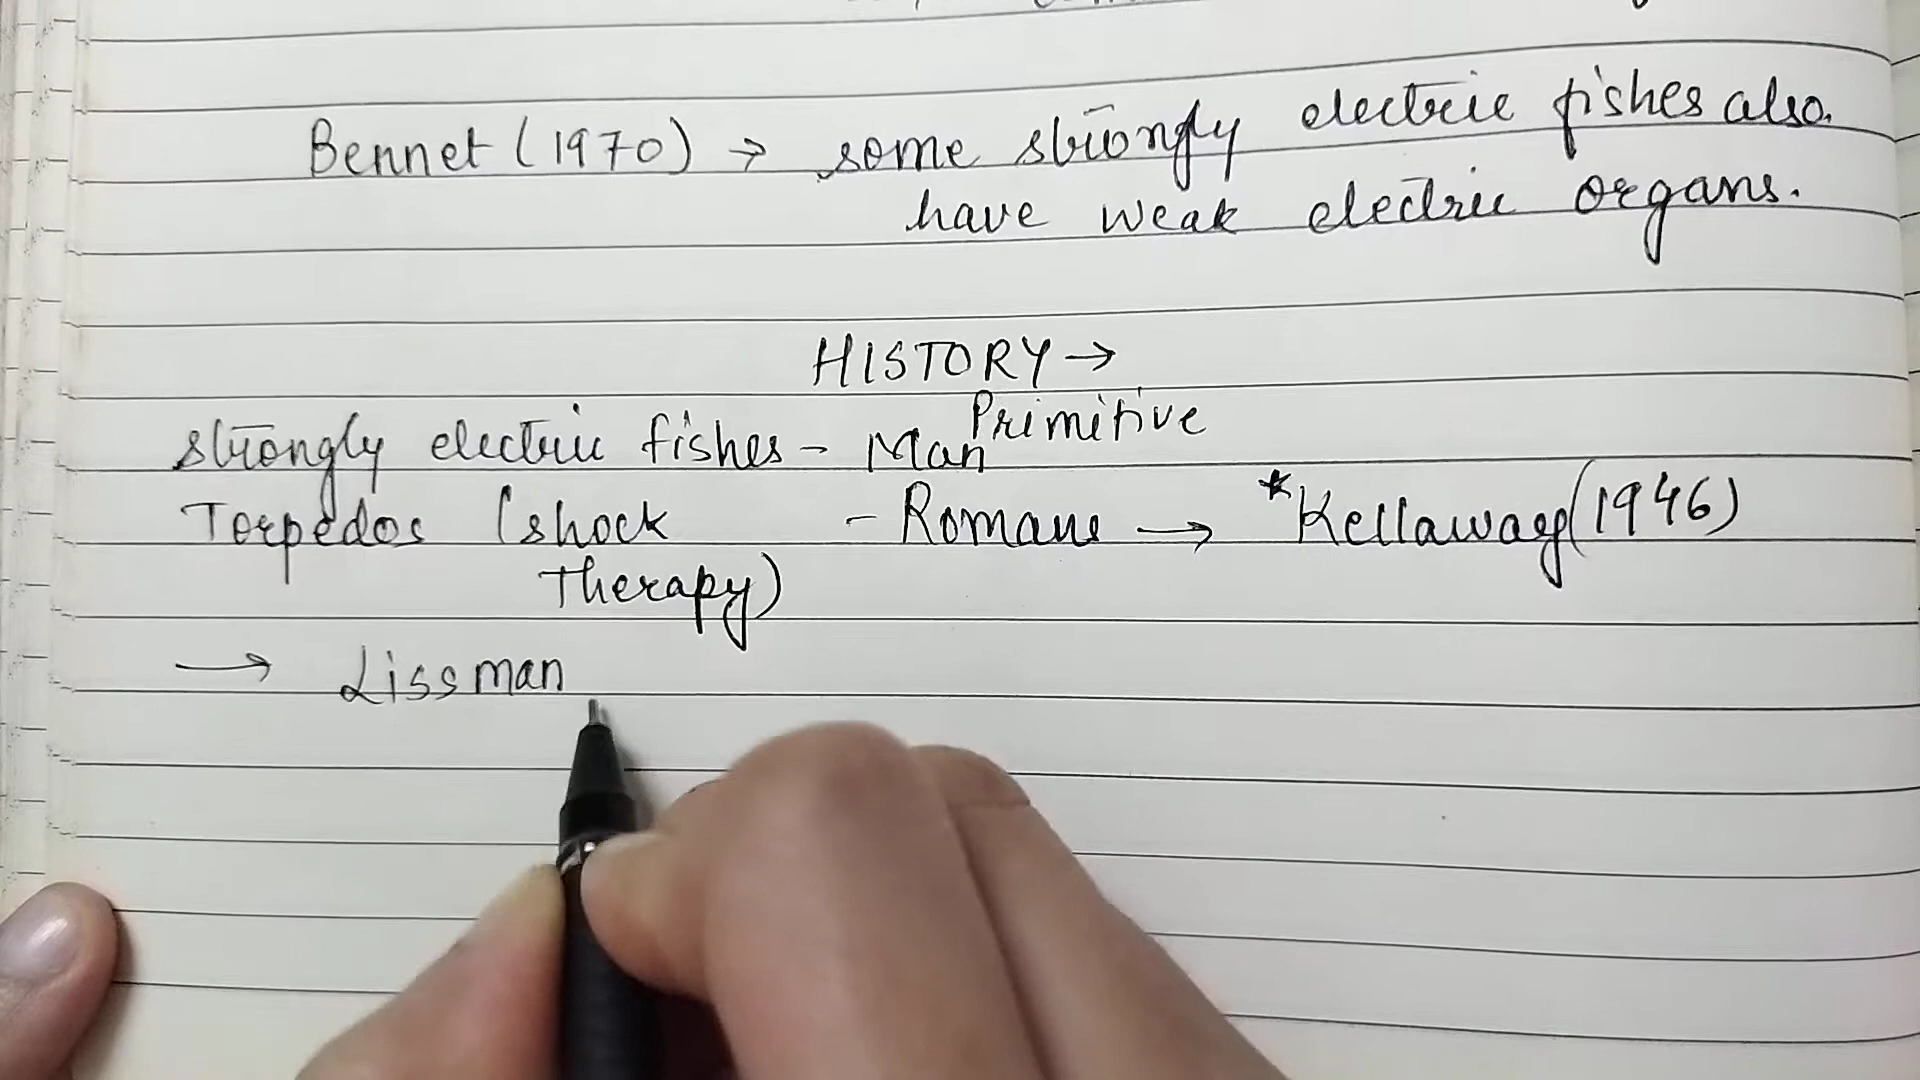 Bennet (1970) → some strongly electric fishes also
have weak electric organs.
HISTORY →
strongly electric fishes - Man Primitive
Torpedos (shock - Romans → *Kellaway (1946)
Therapy)
→ Lissman